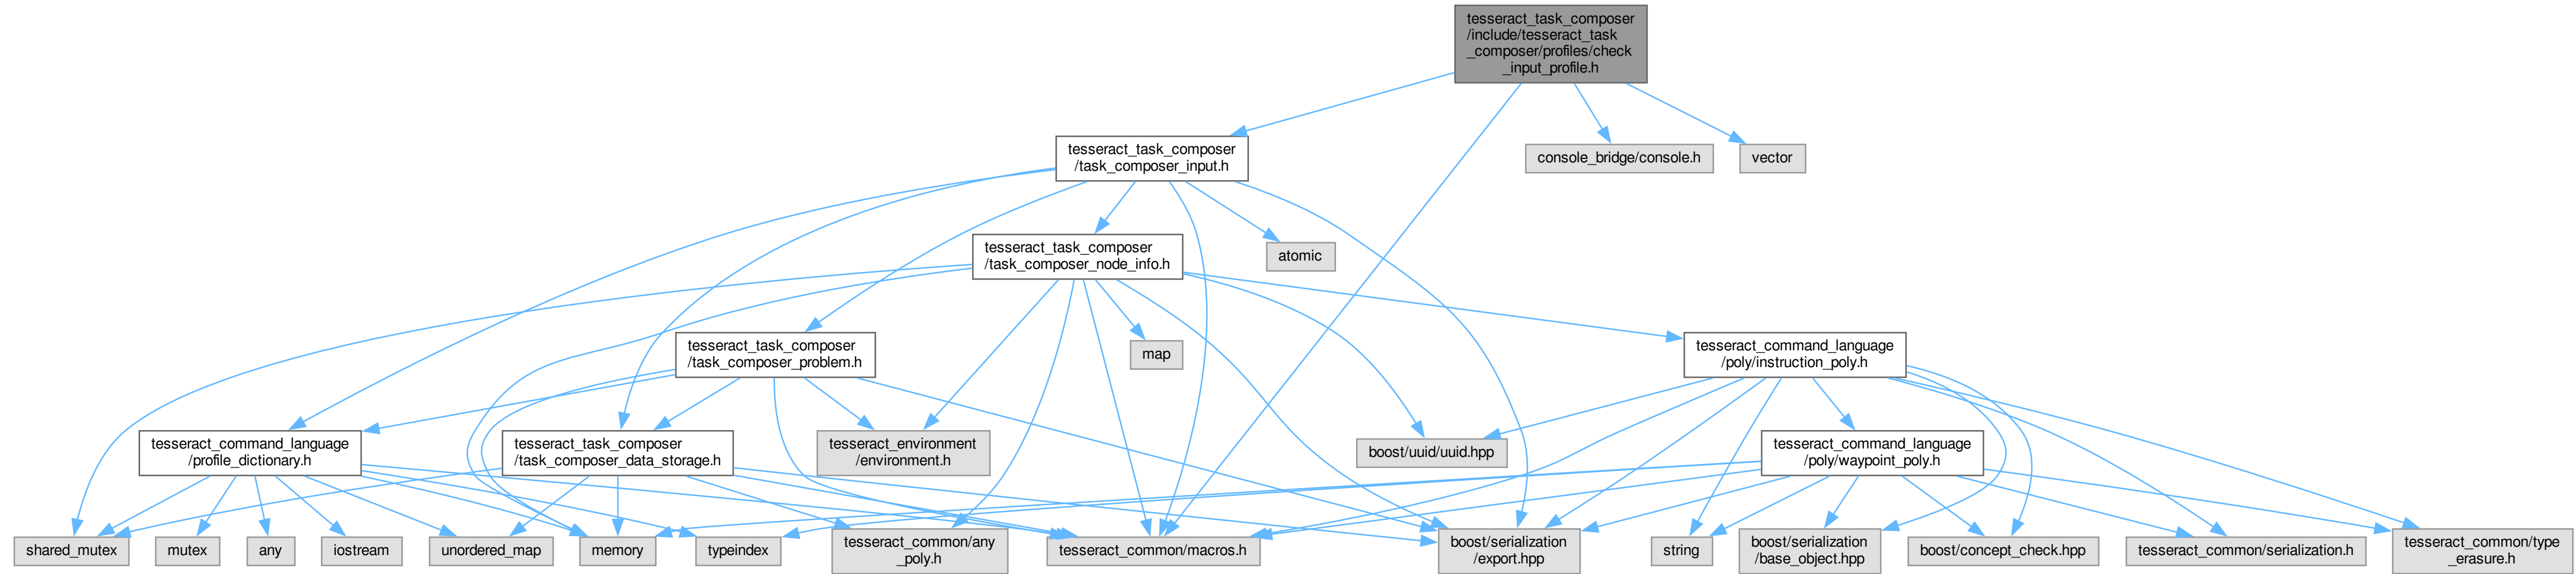 tesseract_task_composer
/include/tesseract_task
_composer/profiles/check
_input_profile.h
tesseract_task_composer
/task_composer_input.h
console_bridge/console.h
vector
tesseract_task_composer
/task_composer_node_info.h
atomic
tesseract_task_composer
/task_composer_problem.h
map
tesseract_command_language
/poly/instruction_poly.h
tesseract_command_language
/profile_dictionary.h
tesseract_task_composer
/task_composer_data_storage.h
tesseract_environment
/environment.h
boost/uuid/uuid.hpp
tesseract_command_language
/poly/waypoint_poly.h
shared_mutex
mutex
any
iostream
unordered_map
memory
typeindex
tesseract_common/any
_poly.h
tesseract_common/macros.h
boost/serialization
/export.hpp
string
boost/serialization
/base_object.hpp
boost/concept_check.hpp
tesseract_common/serialization.h
tesseract_common/type
_erasure.h